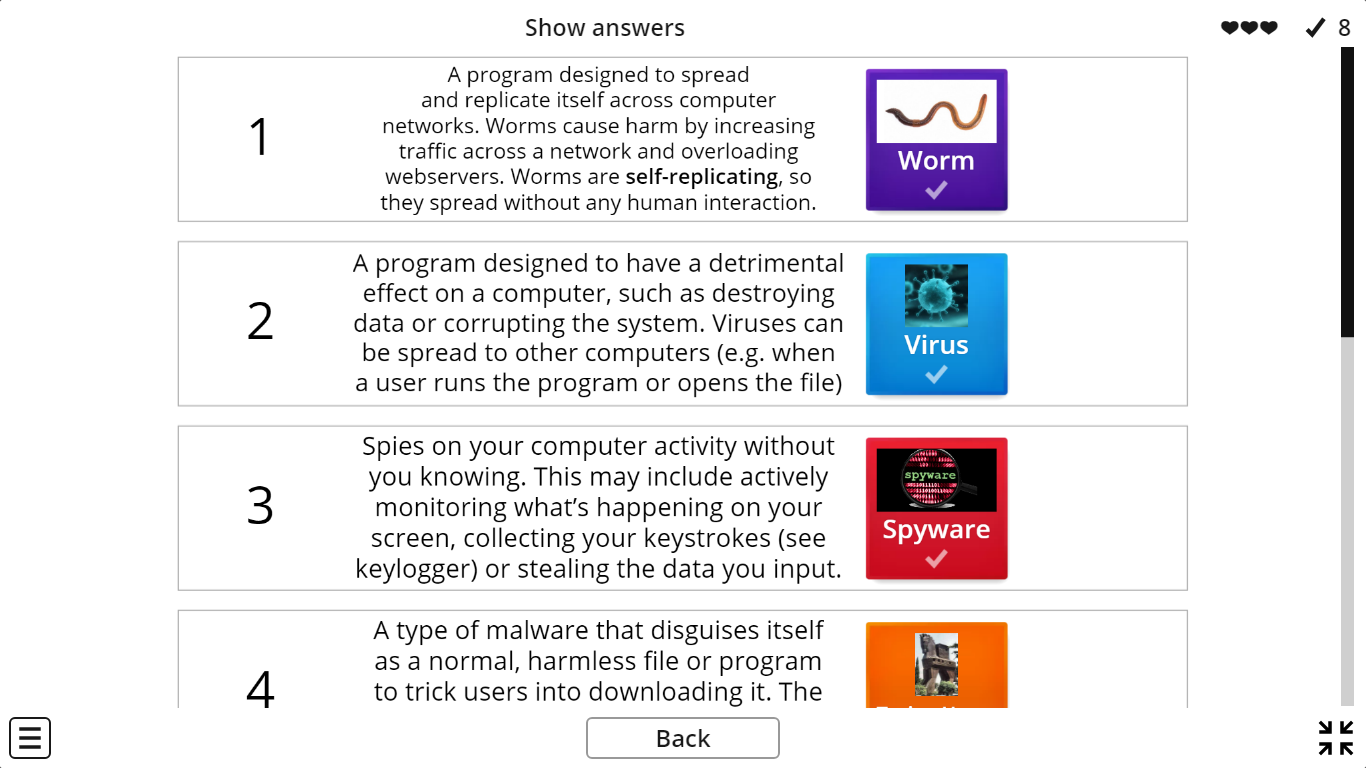 Show answers
8
1
A program designed to spread
and replicate itself across computer
networks. Worms cause harm by increasing
traffic across a network and overloading
webservers. Worms are self-replicating, so
they spread without any human interaction.
Worm
2
A program designed to have a detrimental
effect on a computer, such as destroying
data or corrupting the system. Viruses can
be spread to other computers (e.g. when
a user runs the program or opens the file)
Virus
3
Spies on your computer activity without
you knowing. This may include actively
monitoring what's happening on your
screen, collecting your keystrokes (see
keylogger) or stealing the data you input.
spyware
Spyware
4
A type of malware that disguises itself
as a normal, harmless file or program
to trick users into downloading it. The
Back